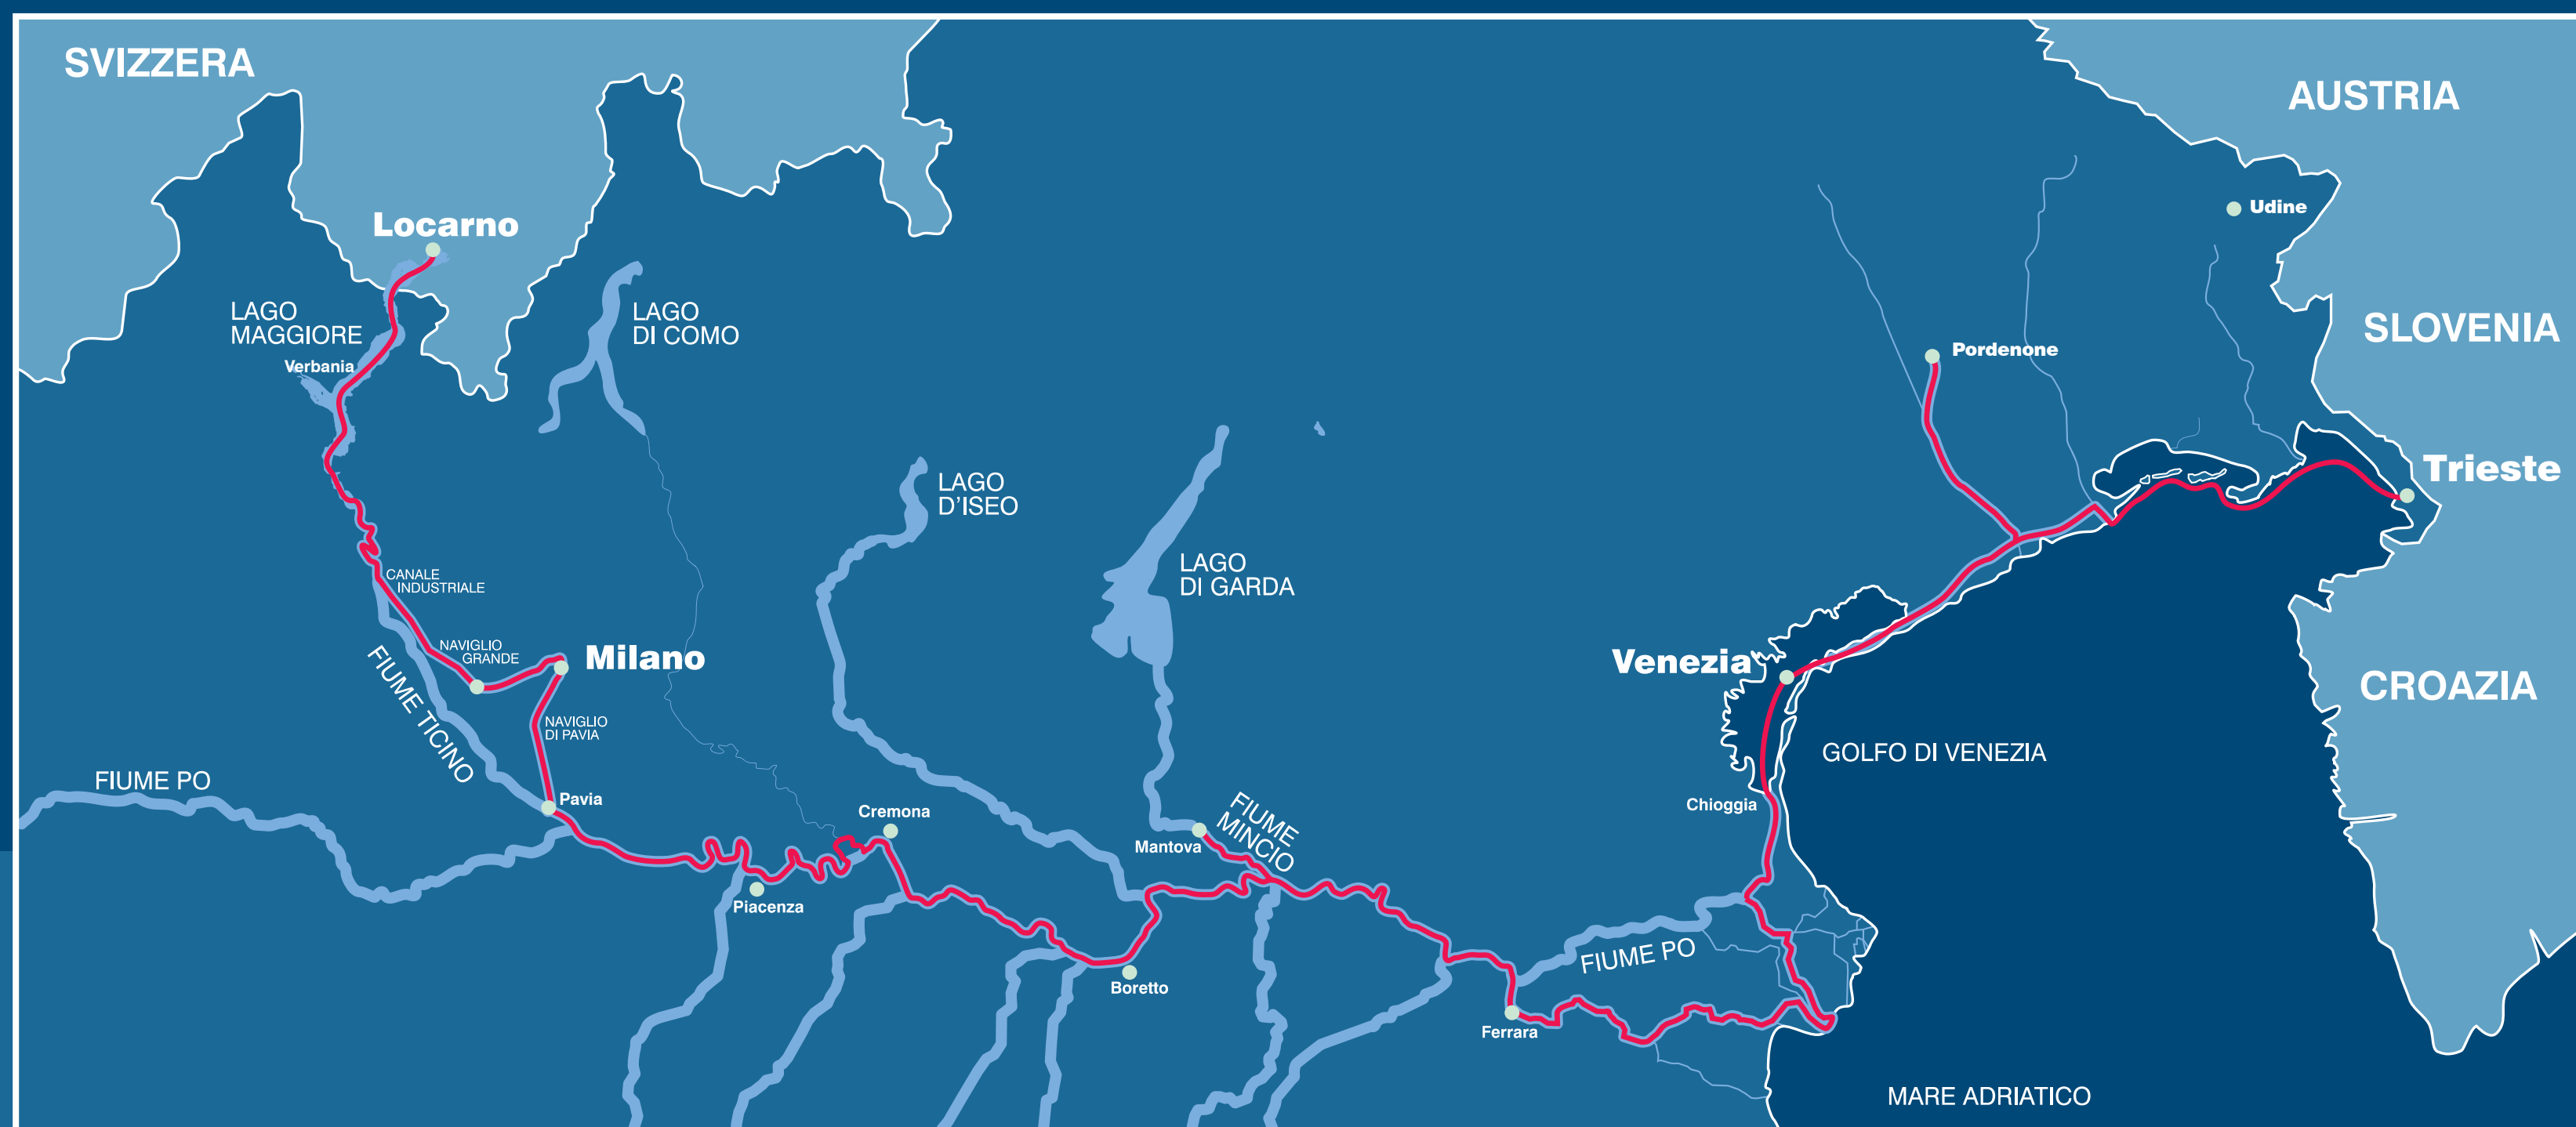 SVIZZERA
AUSTRIA
Udine
Locarno
LAGO
MAGGIORE
Verbania
LAGO
DI COMO
SLOVENIA
Pordenone
Trieste
LAGO
D'ISEO
LAGO
DI GARDA
CANALE
INDUSTRIALE
NAVIGLIO
GRANDE
Milano
Venezia
CROAZIA
FIUME TICINO
NAVIGLIO
DI PAVIA
GOLFO DI VENEZIA
FIUME PO
Pavia
Cremona
FIUME
MINCIO
Chioggia
Mantova
Piacenza
FIUME PO
Boretto
Ferrara
MARE ADRIATICO